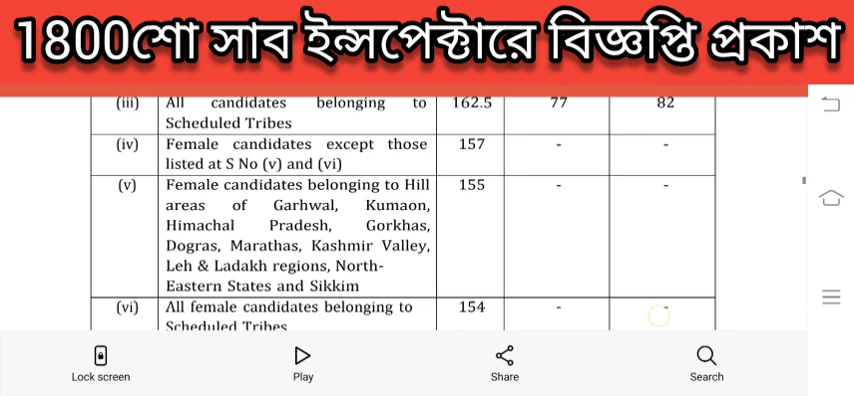 1800শো সাব ইন্সপেক্টারে বিজ্ঞপ্তি প্রকাশ
(iii) All candidates belonging to 162.5 77 82
Scheduled Tribes
(iv) Female candidates except those 157 - -
listed at S No (v) and (vi)
(v) Female candidates belonging to Hill 155 - -
areas of Garhwal, Kumaon,
Himachal Pradesh, Gorkhas,
Dogras, Marathas, Kashmir Valley,
Leh & Ladakh regions, North-
Eastern States and Sikkim
(vi) All female candidates belonging to 154 - -
Scheduled Tribes
Lock screen Play Share Search